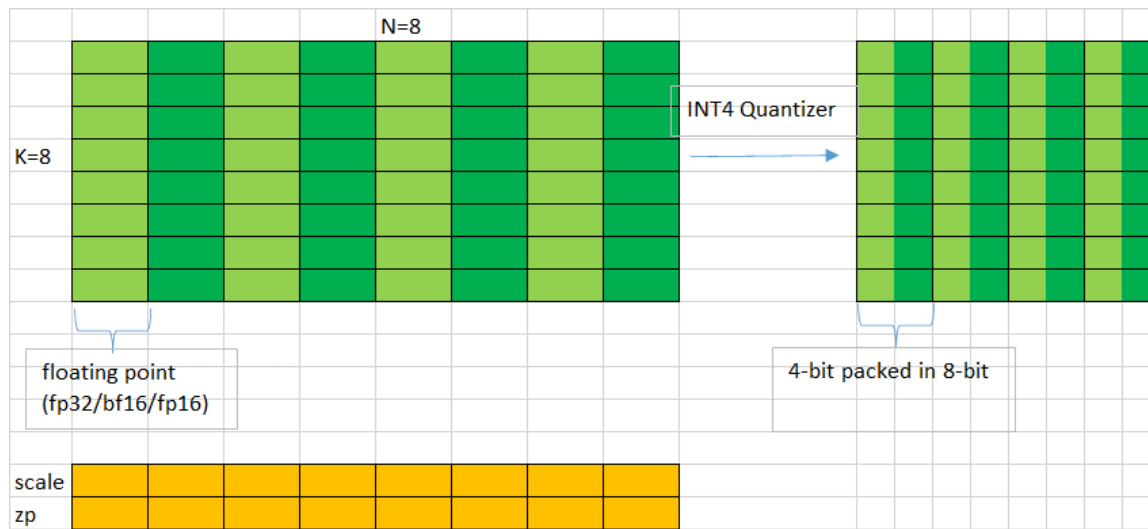 N=8
INT4 Quantizer
K=8
floating point
(fp32/bf16/fp16)
4-bit packed in 8-bit
scale
zp